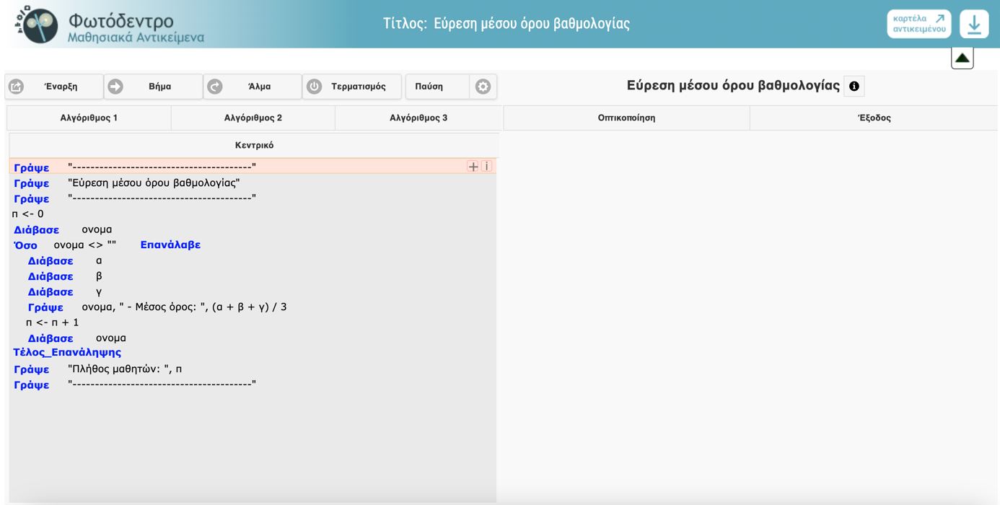 Φωτόδεντρο
Μαθησιακά Αντικείμενα
Τίτλος: Εύρεση μέσου όρου βαθμολογίας
καρτέλα
αντικειμένου
Έναρξη
Βήμα
Άλμα
Τερματισμός
Παύση
Εύρεση μέσου όρου βαθμολογίας
Αλγόριθμος 1
Αλγόριθμος 2
Αλγόριθμος 3
Οπτικοποίηση
Έξοδος
Κεντρικό
Γράψε "----------------------------------------"
Γράψε "Εύρεση μέσου όρου βαθμολογίας"
Γράψε "----------------------------------------"
π <- 0
Διάβασε ονομα
Όσο ονομα <> "" Επανάλαβε
Διάβασε α
Διάβασε β
Διάβασε γ
Γράψε ονομα, " - Μέσος όρος: ", (α + β + γ) / 3
π <- π + 1
Διάβασε ονομα
Τέλος_Επανάληψης
Γράψε "Πλήθος μαθητών: ", π
Γράψε "----------------------------------------"